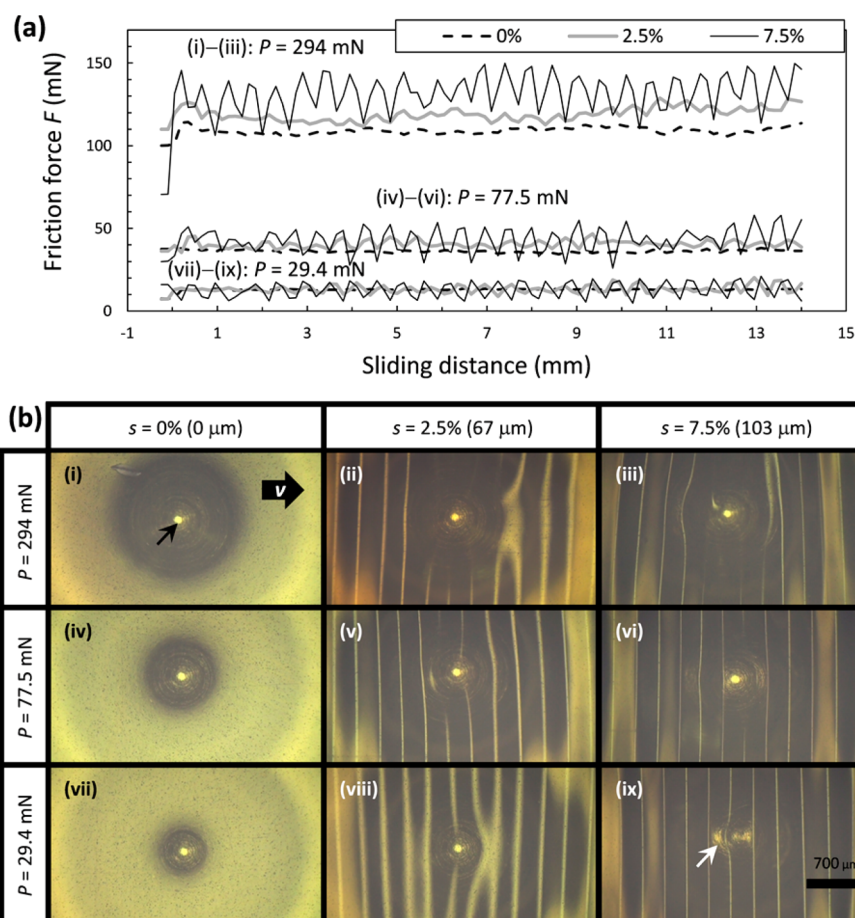 (a)
0% 2.5% 7.5%
(i)–(iii): P = 294 mN
150
100
50
0
Friction force F (mN)
(iv)–(vi): P = 77.5 mN
(vii)–(ix): P = 29.4 mN
-1 1 3 5 7 9 11 13 15
Sliding distance (mm)
(b)
s = 0% (0 μm) s = 2.5% (67 μm) s = 7.5% (103 μm)
P = 294 mN
(i) v (ii) (iii)
P = 77.5 mN
(iv) (v) (vi)
P = 29.4 mN
(vii) (viii) (ix)
700 μm